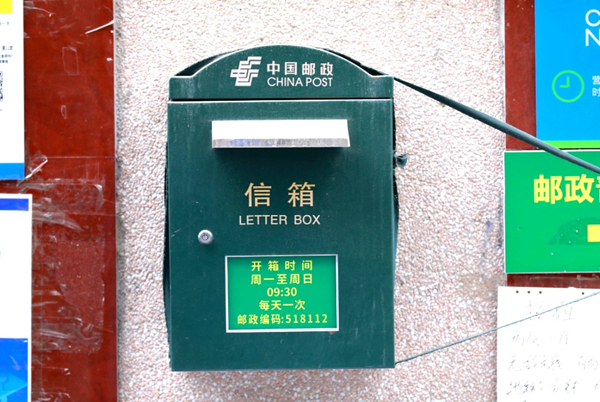 中国邮政
CHINA POST
信箱
LETTER BOX
开箱时间
周一至周日
09:30
每天一次
邮政编码:518112
邮政